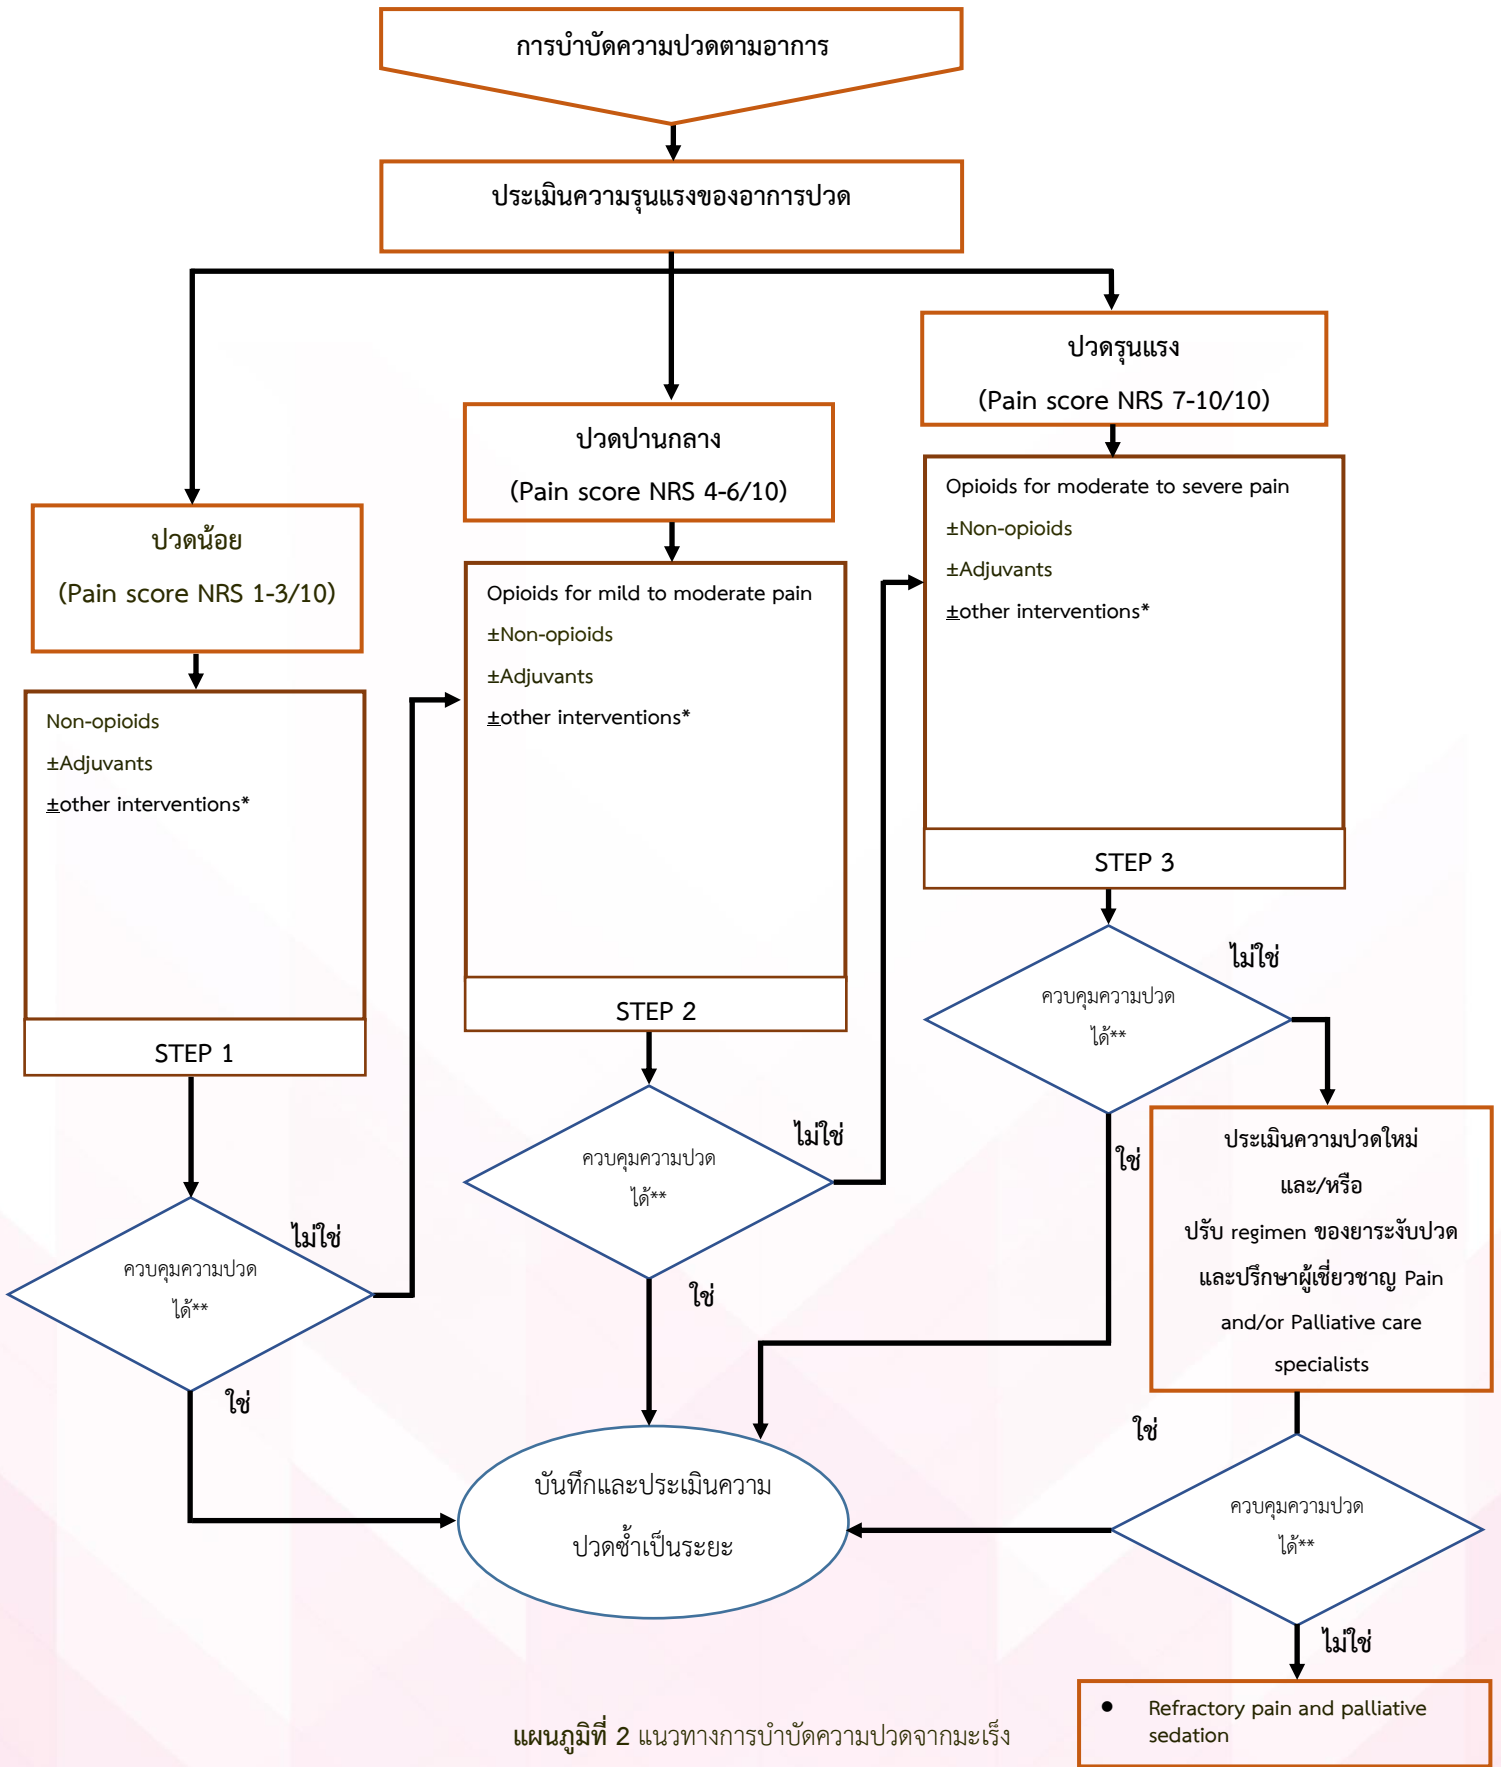 การบำบัดความปวดตามอาการ
ประเมินความรุนแรงของอาการปวด
ปวดรุนแรง
(Pain score NRS 7-10/10)
ปวดปานกลาง
(Pain score NRS 4-6/10)
ปวดน้อย
(Pain score NRS 1-3/10)
Opioids for moderate to severe pain
±Non-opioids
±Adjuvants
±other interventions*
STEP 3
Opioids for mild to moderate pain
±Non-opioids
±Adjuvants
±other interventions*
STEP 2
Non-opioids
±Adjuvants
±other interventions*
STEP 1
ควบคุมความปวด
ได้**
ไม่ใช่
ใช่
ควบคุมความปวด
ได้**
ไม่ใช่
ใช่
ควบคุมความปวด
ได้**
ไม่ใช่
ใช่
ประเมินความปวดใหม่
และ/หรือ
ปรับ regimen ของยาระงับปวด
และปรึกษาผู้เชี่ยวชาญ Pain
and/or Palliative care
specialists
ใช่
ควบคุมความปวด
ได้**
ไม่ใช่
บันทึกและประเมินความ
ปวดซ้ำเป็นระยะ
● Refractory pain and palliative
sedation
แผนภูมิที่ 2 แนวทางการบำบัดความปวดจากมะเร็ง